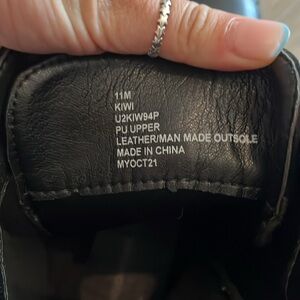 11M
KIWI
U2KIW94P
PU UPPER
LEATHER/MAN MADE OUTSOLE
MADE IN CHINA
MYOCT21